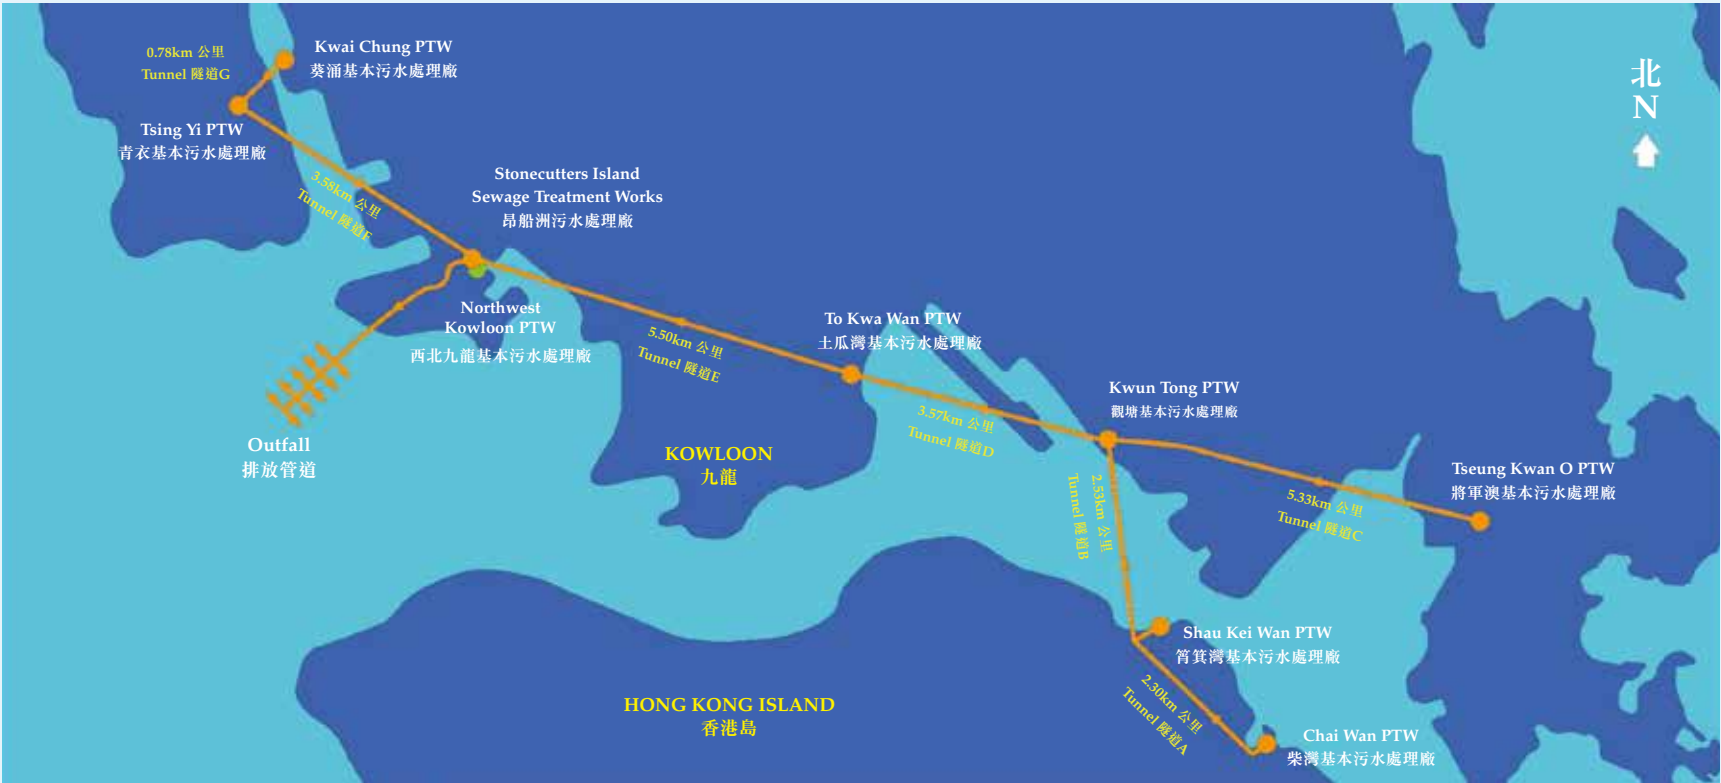 0.78km 公里
Tunnel 隧道G
Kwai Chung PTW
葵涌基本污水處理廠
北
N
Tsing Yi PTW
青衣基本污水處理廠
3.58km 公里
Tunnel 隧道F
Stonecutters Island
Sewage Treatment Works
昂船洲污水處理廠
Northwest
Kowloon PTW
西北九龍基本污水處理廠
5.50km 公里
Tunnel 隧道E
To Kwa Wan PTW
土瓜灣基本污水處理廠
3.57km 公里
Tunnel 隧道D
Kwun Tong PTW
觀塘基本污水處理廠
Outfall
排放管道
KOWLOON
九龍
2.53km 公里
Tunnel 隧道B
5.33km 公里
Tunnel 隧道C
Tseung Kwan O PTW
將軍澳基本污水處理廠
Shau Kei Wan PTW
筲箕灣基本污水處理廠
HONG KONG ISLAND
香港島
2.30km 公里
Tunnel 隧道A
Chai Wan PTW
柴灣基本污水處理廠